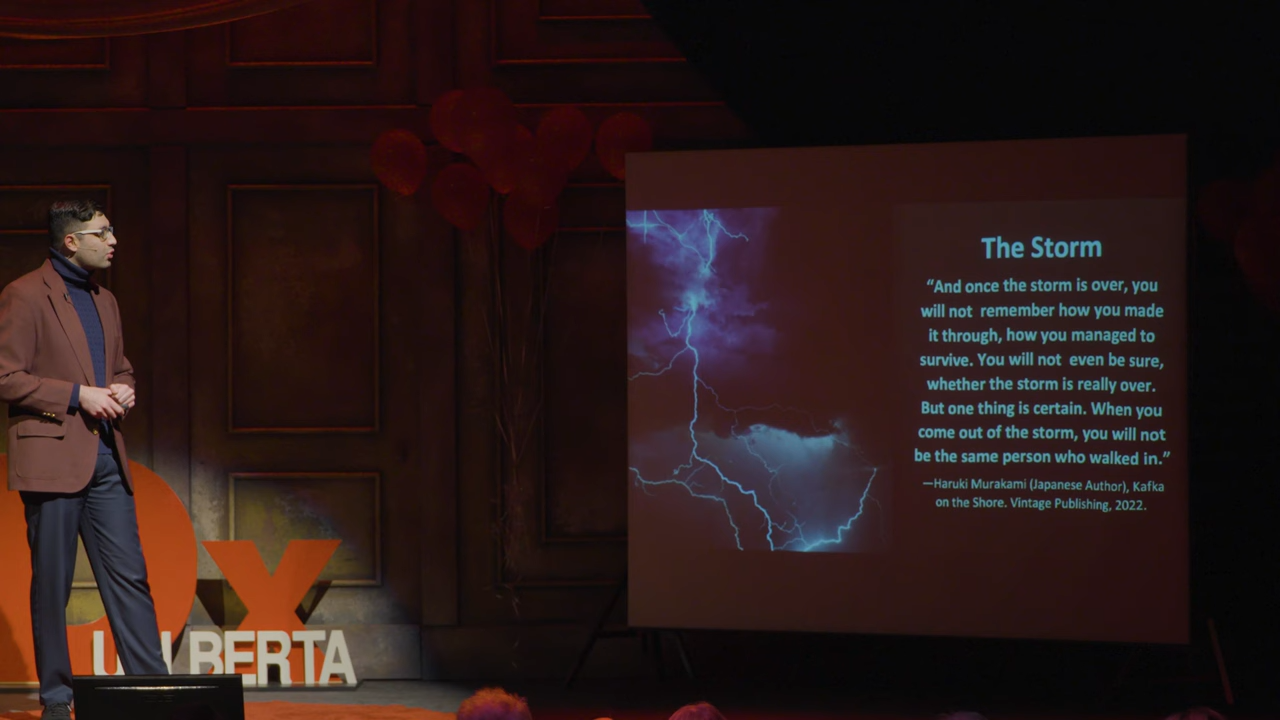 The Storm
“And once the storm is over, you
will not remember how you made
it through, how you managed to
survive. You will not even be sure,
whether the storm is really over.
But one thing is certain. When you
come out of the storm, you will not
be the same person who walked in.”
—Haruki Murakami (Japanese Author), Kafka
on the Shore. Vintage Publishing, 2022.
X